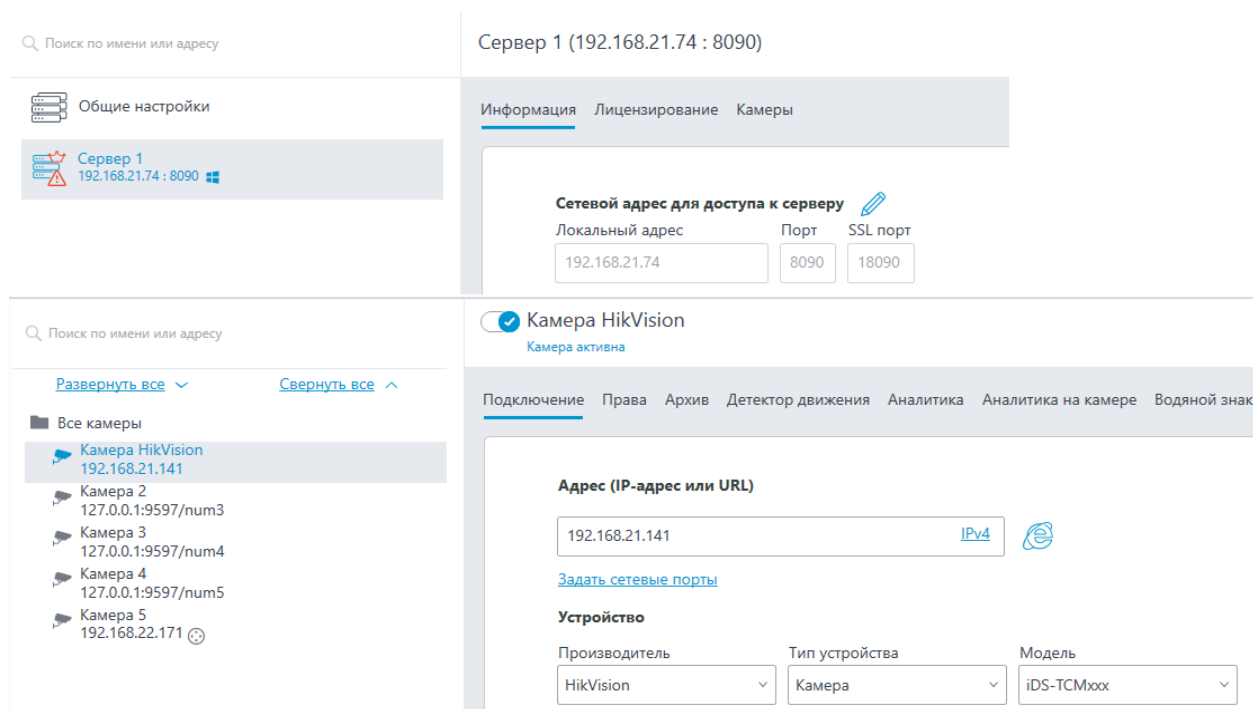 Поиск по имени или адресу
Сервер 1 (192.168.21.74 : 8090)
Общие настройки
Информация Лицензирование Камеры
Сервер 1
192.168.21.74 : 8090
Сетевой адрес для доступа к серверу
Локальный адрес Порт SSL порт
192.168.21.74 8090 18090
Поиск по имени или адресу
Камера HikVision
Камера активна
Развернуть все Свернуть все
Подключение Права Архив Детектор движения Аналитика Аналитика на камере Водяной знак
Все камеры
Камера HikVision
192.168.21.141
Камера 2
127.0.0.1:9597/num3
Камера 3
127.0.0.1:9597/num4
Камера 4
127.0.0.1:9597/num5
Камера 5
192.168.22.171
Адрес (IP-адрес или URL)
192.168.21.141 IPv4
Задать сетевые порты
Устройство
Производитель Тип устройства Модель
HikVision Камера iDS-TCMxxx